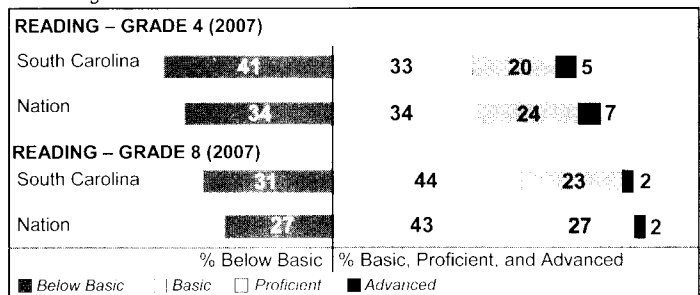 READING – GRADE 4 (2007)
South Carolina 41 33 20 5
Nation 34 34 24 7
READING – GRADE 8 (2007)
South Carolina 31 44 23 2
Nation 27 43 27 2
% Below Basic % Basic, Proficient, and Advanced
Below Basic Basic Proficient Advanced